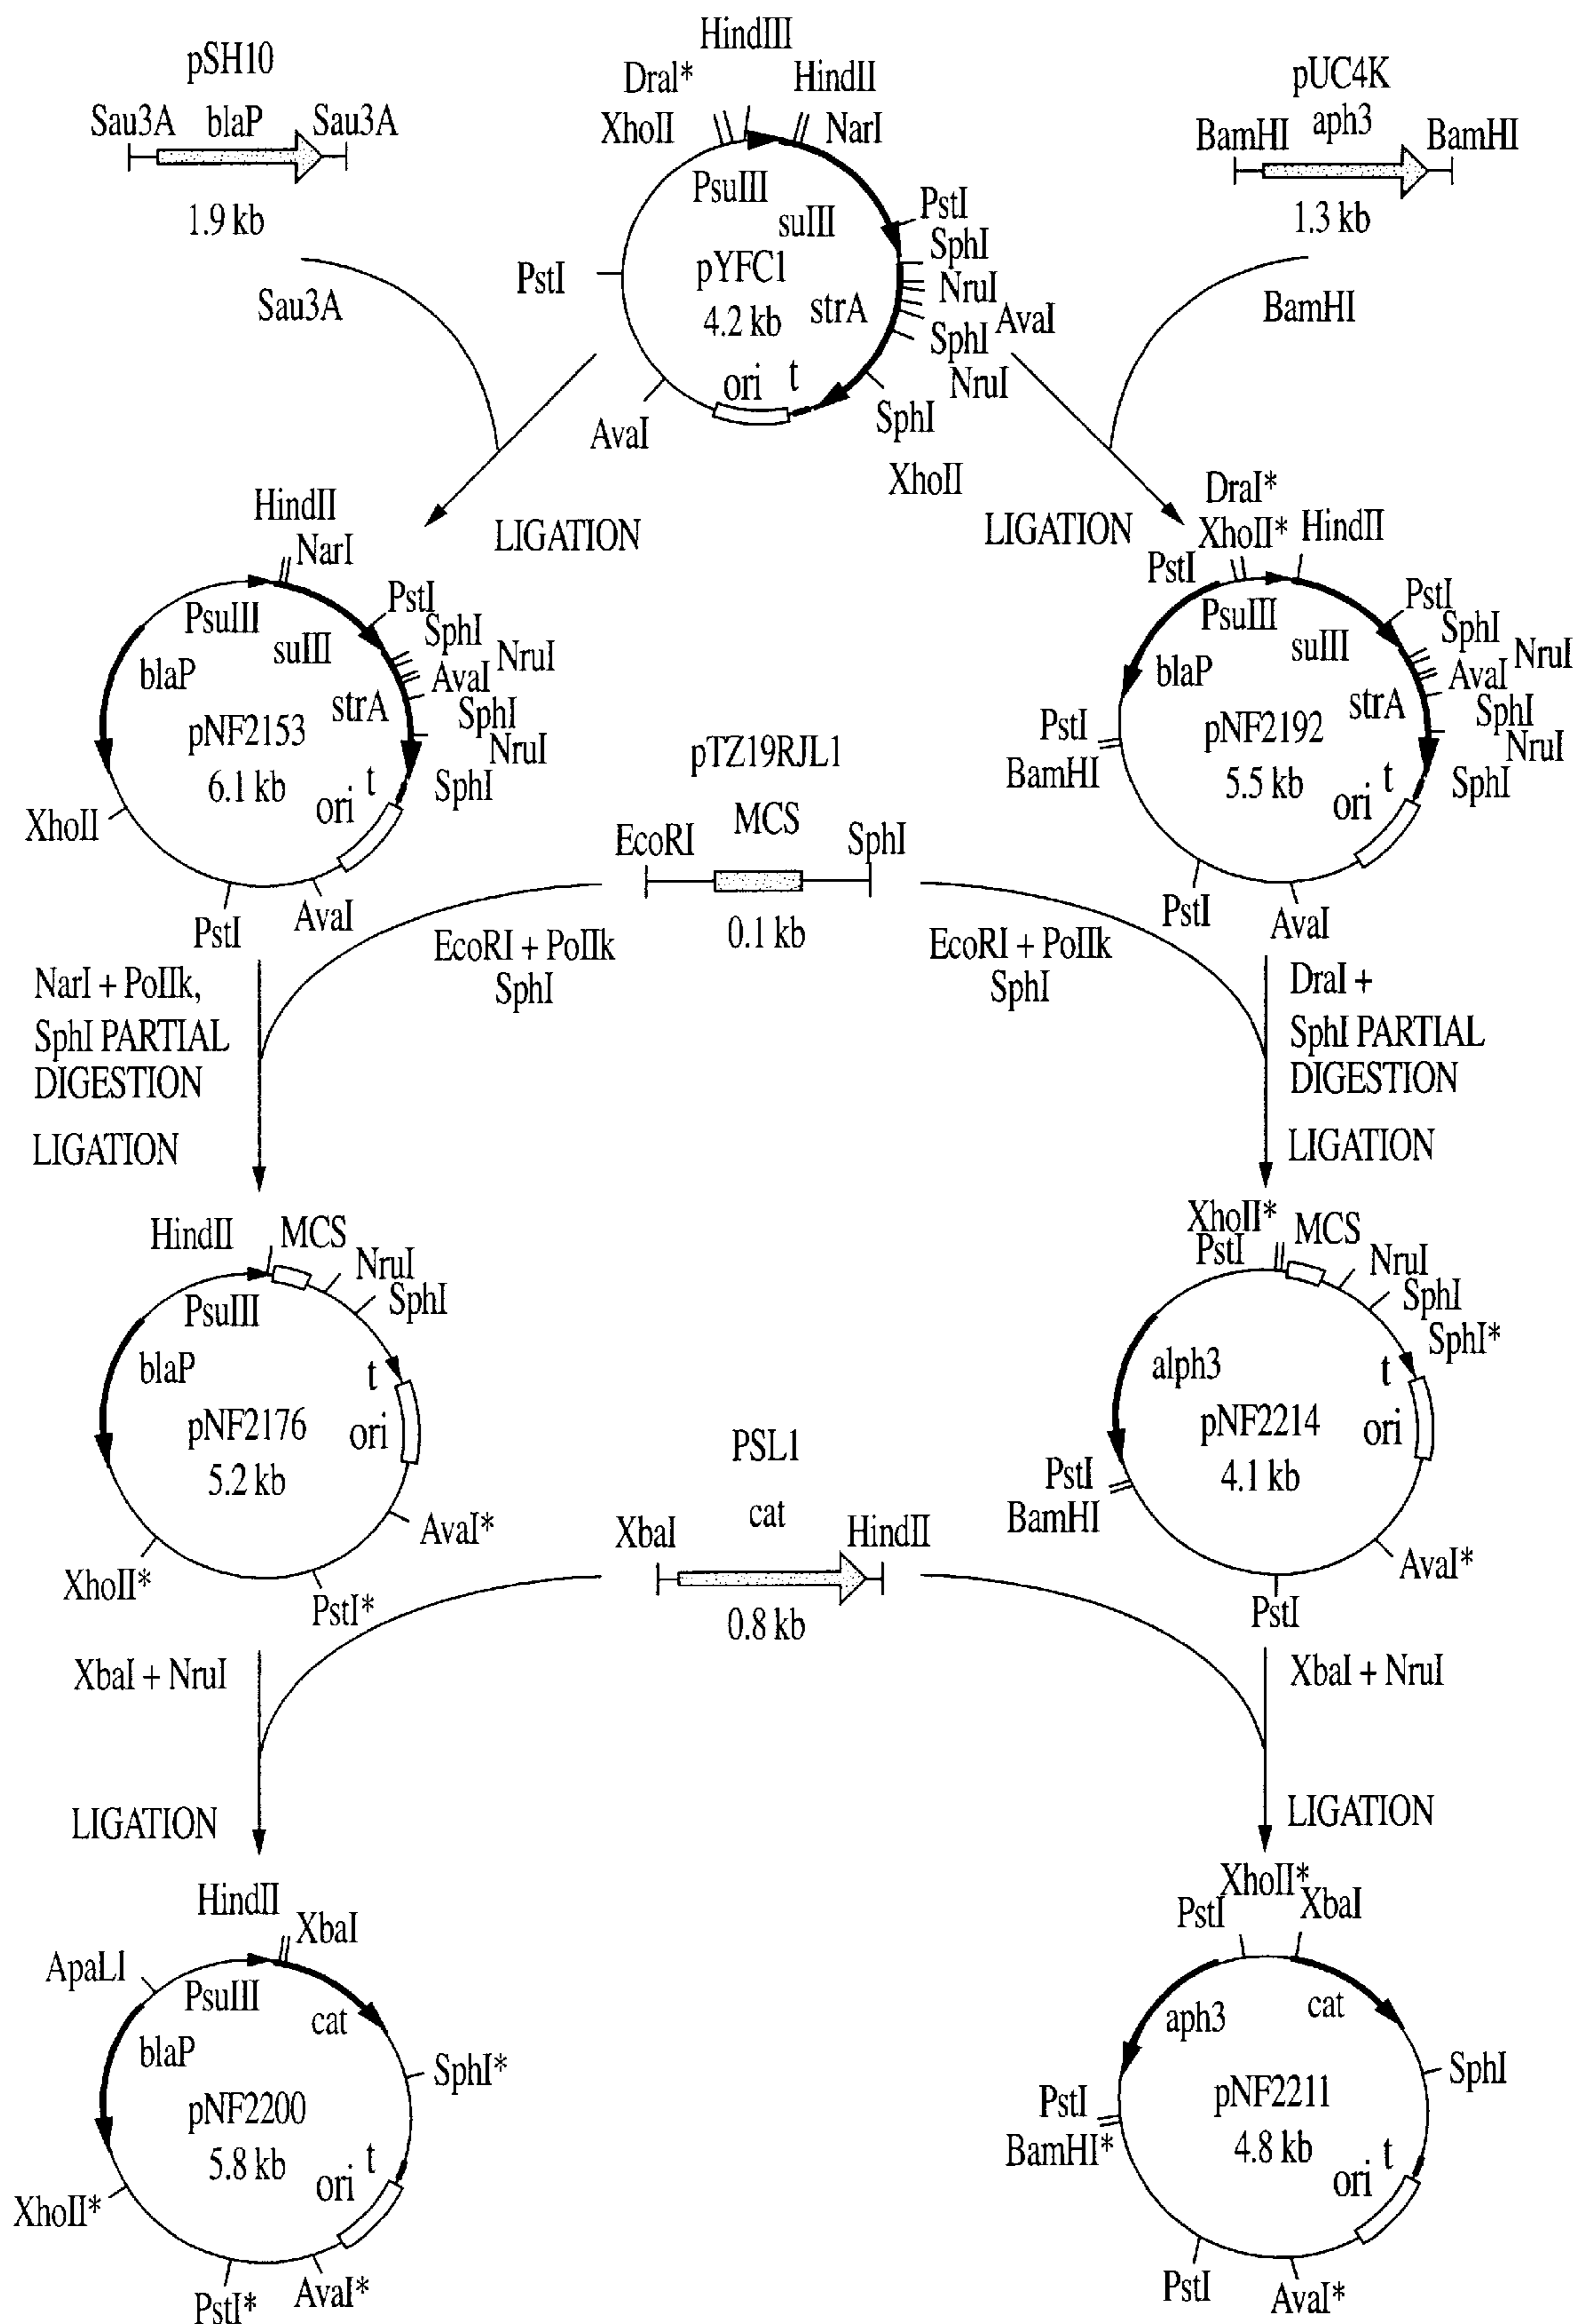 HindIII
pSH10
DraI*
HindII
pUC4K
Sau3A
blaP
Sau3A
XhoII
NarI
BamHI
aph3
BamHI
1.9 kb
PsuIII
suIII
PstI
1.3 kb
SphI
PstI
pYFC1
NruI
Sau3A
4.2 kb
strA
AvaI
BamHI
SphI
NruI
ori
t
SphI
AvaI
XhoII
HindII
LIGATION
LIGATION
DraI*
NarI
XhoII*
HindII
PstI
PstI
PstI
PsuIII
suIII
SphI
NruI
PsuIII
suIII
SphI
NruI
blaP
AvaI
blaP
AvaI
strA
SphI
strA
SphI
pNF2153
NruI
PstI
pNF2192
NruI
6.1 kb
t
SphI
BamHI
5.5 kb
t
SphI
ori
ori
XhoII
pTZ19RJL1
MCS
EcoRI
SphI
0.1 kb
PstI
AvaI
PstI
AvaI
EcoRI + PolIk
SphI
EcoRI + PolIk
SphI
NarI + PolIk,
SphI PARTIAL
DIGESTION
LIGATION
DraI +
SphI PARTIAL
DIGESTION
LIGATION
HindII
MCS
NruI
SphI
PsuIII
blaP
t
pNF2176
ori
5.2 kb
AvaI*
XhoII*
PstI*
XhoII*
PstI
MCS
NruI
SphI
SphI*
alph3
t
pNF2214
ori
PstI
4.1 kb
BamHI
AvaI*
PstI
PSL1
cat
XbaI
HindII
0.8 kb
XbaI + NruI
LIGATION
XbaI + NruI
LIGATION
HindII
XbaI
ApaLI
PsuIII
cat
blaP
SphI*
pNF2200
5.8 kb
t
ori
XhoII*
PstI*
AvaI*
XhoII*
PstI
XbaI
aph3
cat
SphI
PstI
pNF2211
BamHI*
4.8 kb
t
ori
PstI
AvaI*